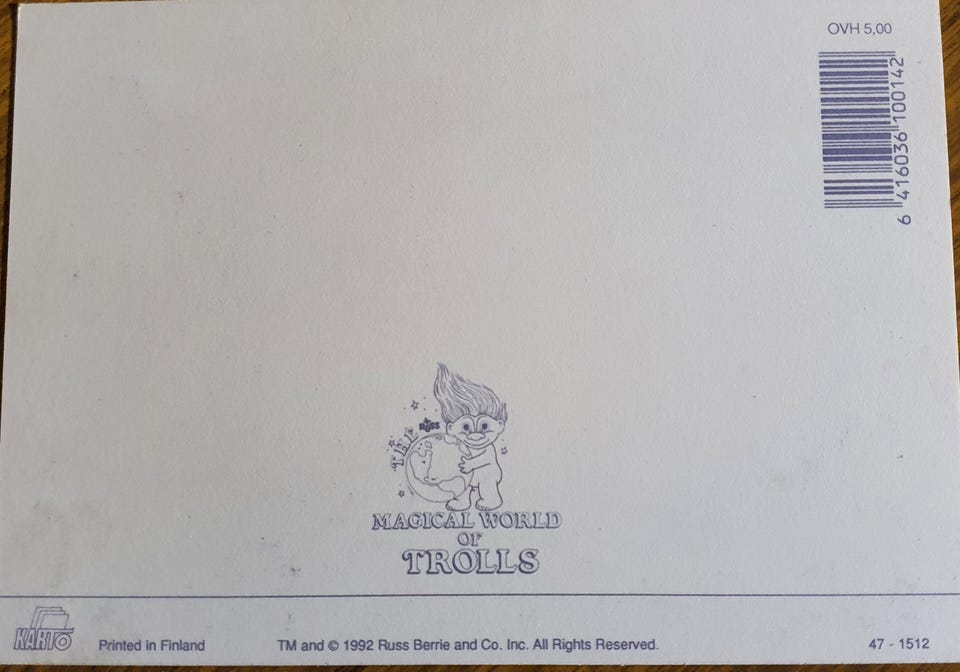 OVH 5,00
6 416036 100142
THE RUSS
MAGICAL WORLD
OF
TROLLS
KARTO Printed in Finland TM and © 1992 Russ Berrie and Co. Inc. All Rights Reserved. 47 - 1512